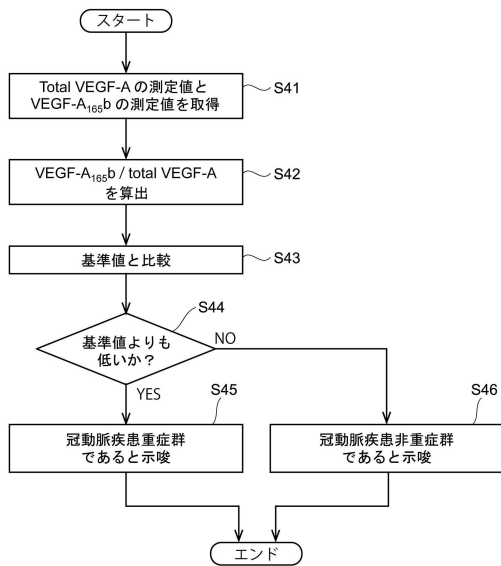 スタート
Total VEGF-A の測定値と
VEGF-A₁₆₅b の測定値を取得
S41
VEGF-A₁₆₅b / total VEGF-A
を算出
S42
基準値と比較
S43
S44
基準値よりも
低いか？
NO
YES
S45
S46
冠動脈疾患重症群
であると示唆
冠動脈疾患非重症群
であると示唆
エンド